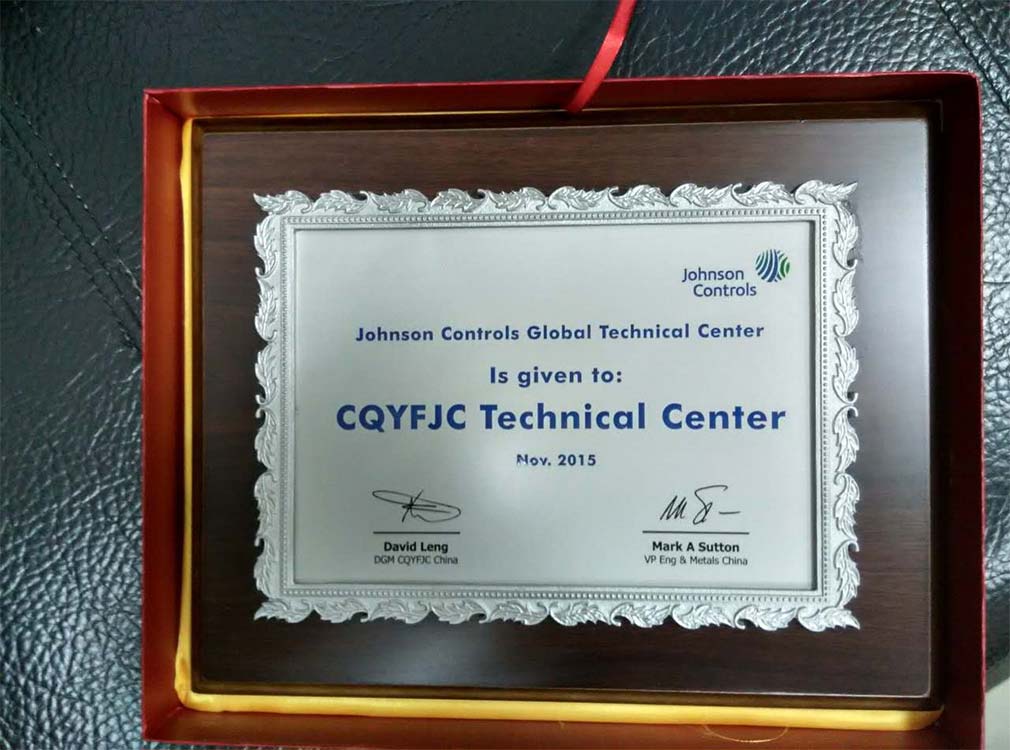 Johnson
Controls
Johnson Controls Global Technical Center
Is given to:
CQYFJC Technical Center
Nov. 2015
David Leng
DGM CQYFJC China
Mark A Sutton
VP Eng & Metals China